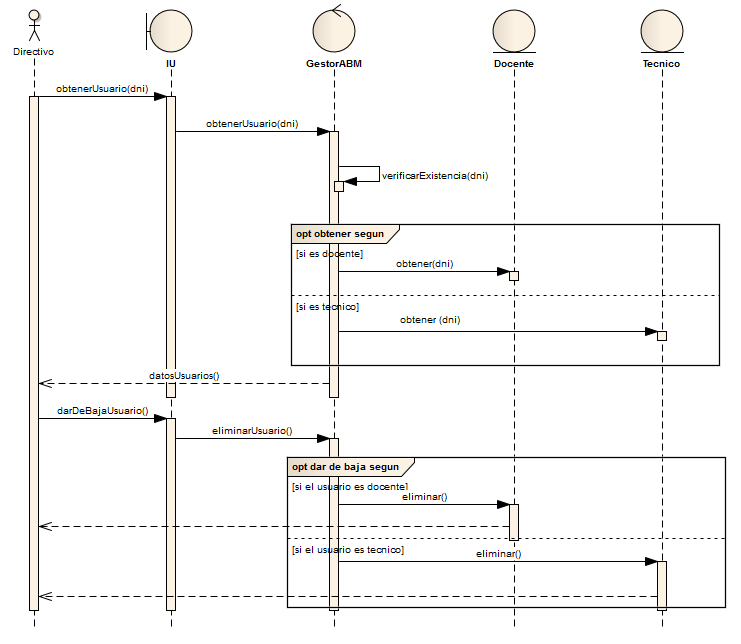 Directivo
IU
GestorABM
Docente
Tecnico
obtenerUsuario(dni)
obtenerUsuario(dni)
verificarExistencia(dni)
opt obtener segun
[si es docente]
obtener(dni)
[si es tecnico]
obtener (dni)
datosUsuarios()
darDeBajaUsuario()
eliminarUsuario()
opt dar de baja segun
[si el usuario es docente]
eliminar()
[si el usuario es tecnico]
eliminar()